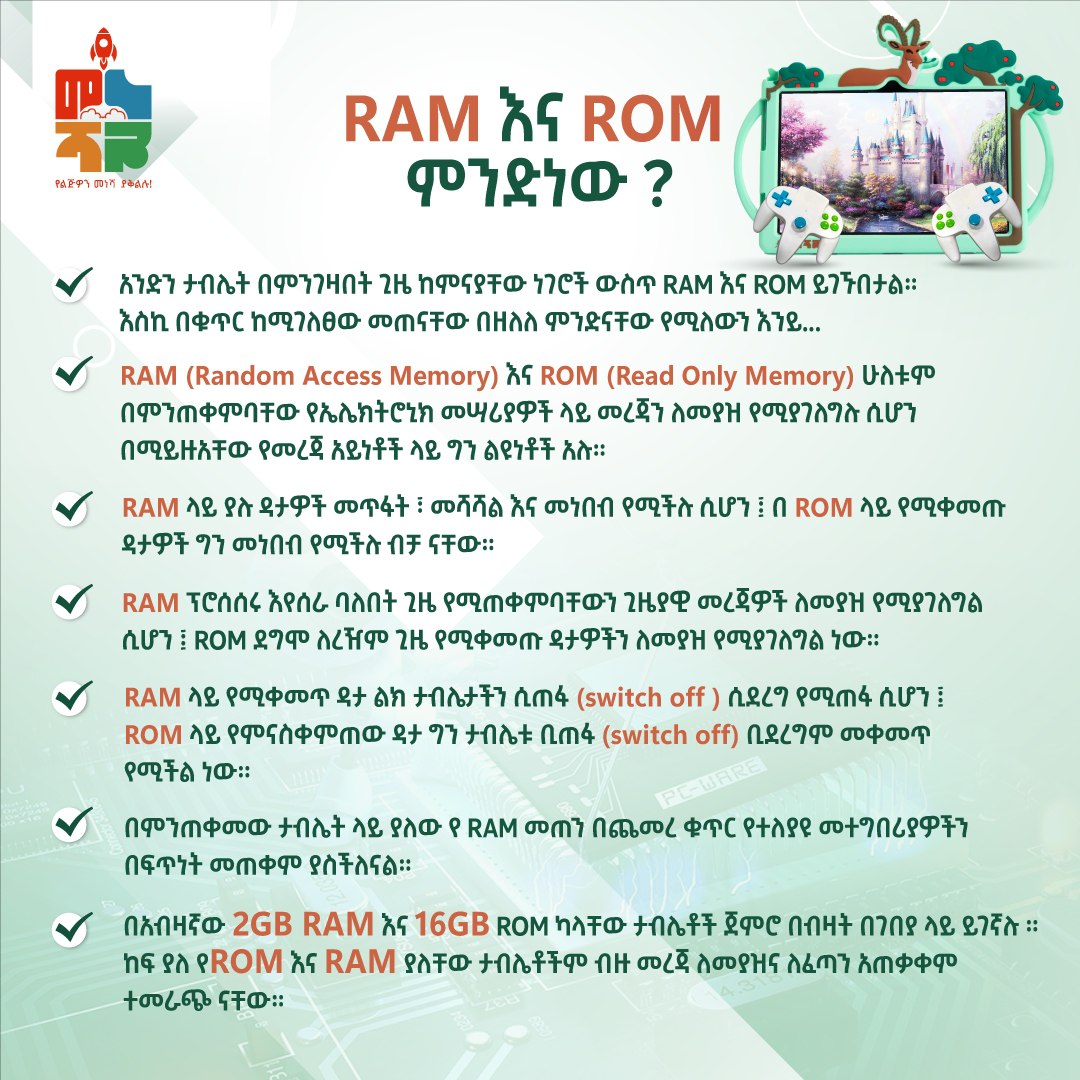 መነሻ
የልጅዎን መነሻ ያቅልሉ!
RAM እና ROM
ምንድነው ?
አንድን ታብሌት በምንገዛበት ጊዜ ከምናያቸው ነገሮች ውስጥ RAM እና ROM ይገኙበታል።
እስኪ በቁጥር ከሚገለፀው መጠናቸው በዘለለ ምንድናቸው የሚለውን እንይ...
RAM (Random Access Memory) እና ROM (Read Only Memory) ሁለቱም
በምንጠቀምባቸው የኤሌክትሮኒክ መሣሪያዎች ላይ መረጃን ለመያዝ የሚያገለግሉ ሲሆን
በሚይዙአቸው የመረጃ አይነቶች ላይ ግን ልዩነቶች አሉ።
RAM ላይ ያሉ ዳታዎች መጥፋት ፣ መሻሻል እና መነበብ የሚችሉ ሲሆን ፤ በ ROM ላይ የሚቀመጡ
ዳታዎች ግን መነበብ የሚችሉ ብቻ ናቸው።
RAM ፕሮሰሰሩ እየሰራ ባለበት ጊዜ የሚጠቀምባቸውን ጊዜያዊ መረጃዎች ለመያዝ የሚያገለግል
ሲሆን ፤ ROM ደግሞ ለረዥም ጊዜ የሚቀመጡ ዳታዎችን ለመያዝ የሚያገለግል ነው።
RAM ላይ የሚቀመጥ ዳታ ልክ ታብሌታችን ሲጠፋ (switch off ) ሲደረግ የሚጠፋ ሲሆን ፤
ROM ላይ የምናስቀምጠው ዳታ ግን ታብሌቱ ቢጠፋ (switch off) ቢደረግም መቀመጥ
የሚችል ነው።
PC-WARE
በምንጠቀመው ታብሌት ላይ ያለው የ RAM መጠን በጨመረ ቁጥር የተለያዩ መተግበሪያዎችን
በፍጥነት መጠቀም ያስችለናል።
በአብዛኛው 2GB RAM እና 16GB ROM ካላቸው ታብሌቶች ጀምሮ በብዛት በገበያ ላይ ይገኛሉ ።
ከፍ ያለ የROM እና RAM ያለቸው ታብሌቶችም ብዙ መረጃ ለመያዝና ለፈጣን አጠቃቀም
ተመራጭ ናቸው።